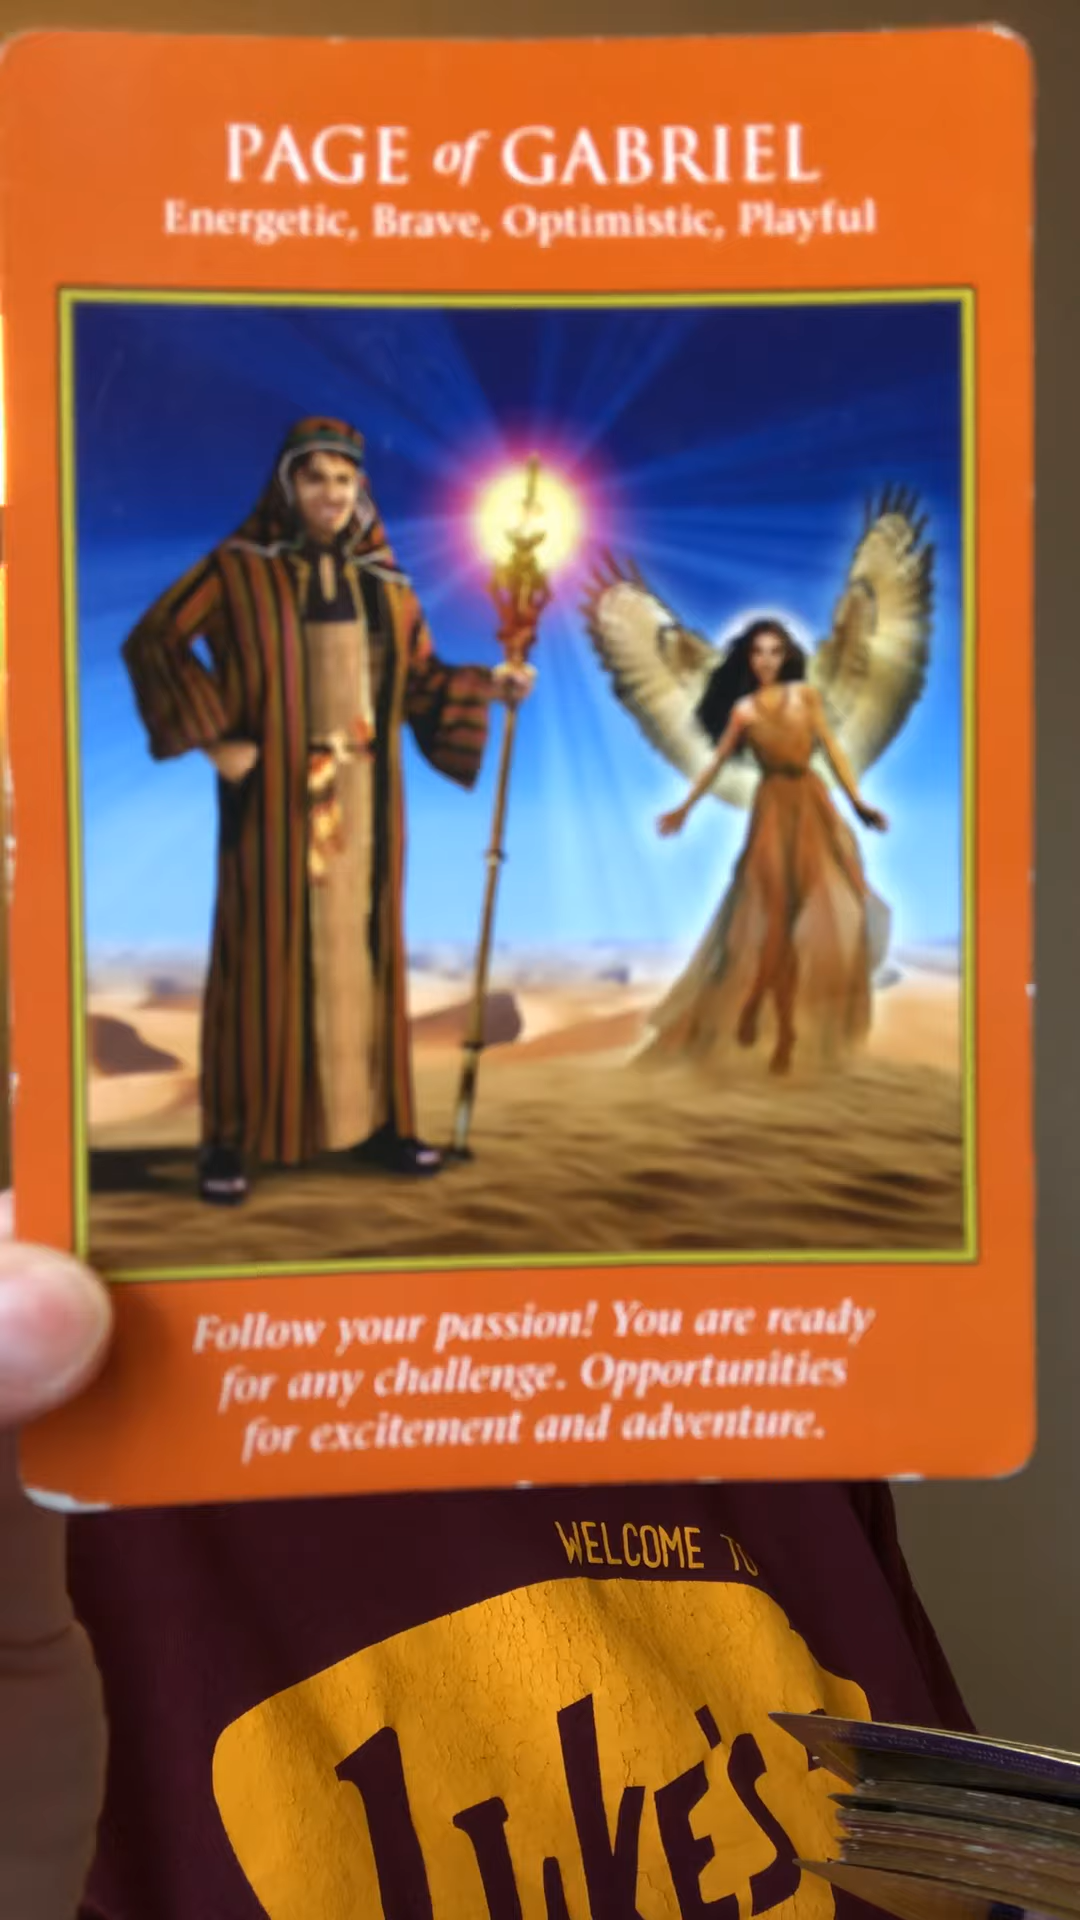 PAGE of GABRIEL
Energetic, Brave, Optimistic, Playful
Follow your passion! You are ready
for any challenge. Opportunities
for excitement and adventure.
WELCOME TO
LUKE'S